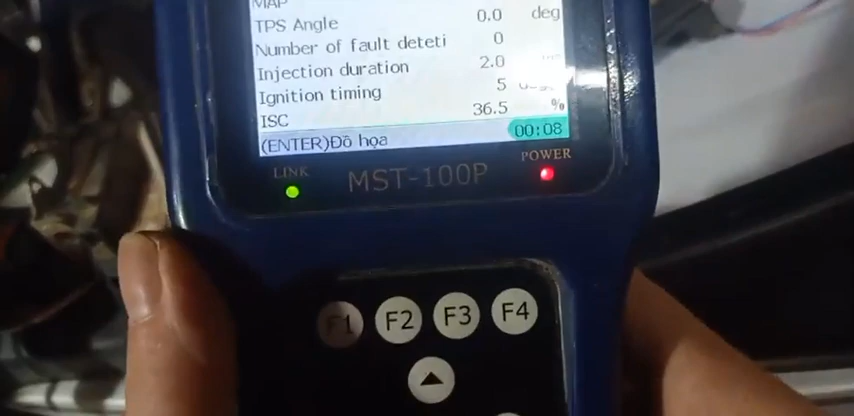 MAP
TPS Angle 0.0 deg
Number of fault deteti 0
Injection duration 2.0
Ignition timing 5
ISC 36.5 %
(ENTER)Đồ họa 00:08
LINK MST-100P POWER
F1 F2 F3 F4